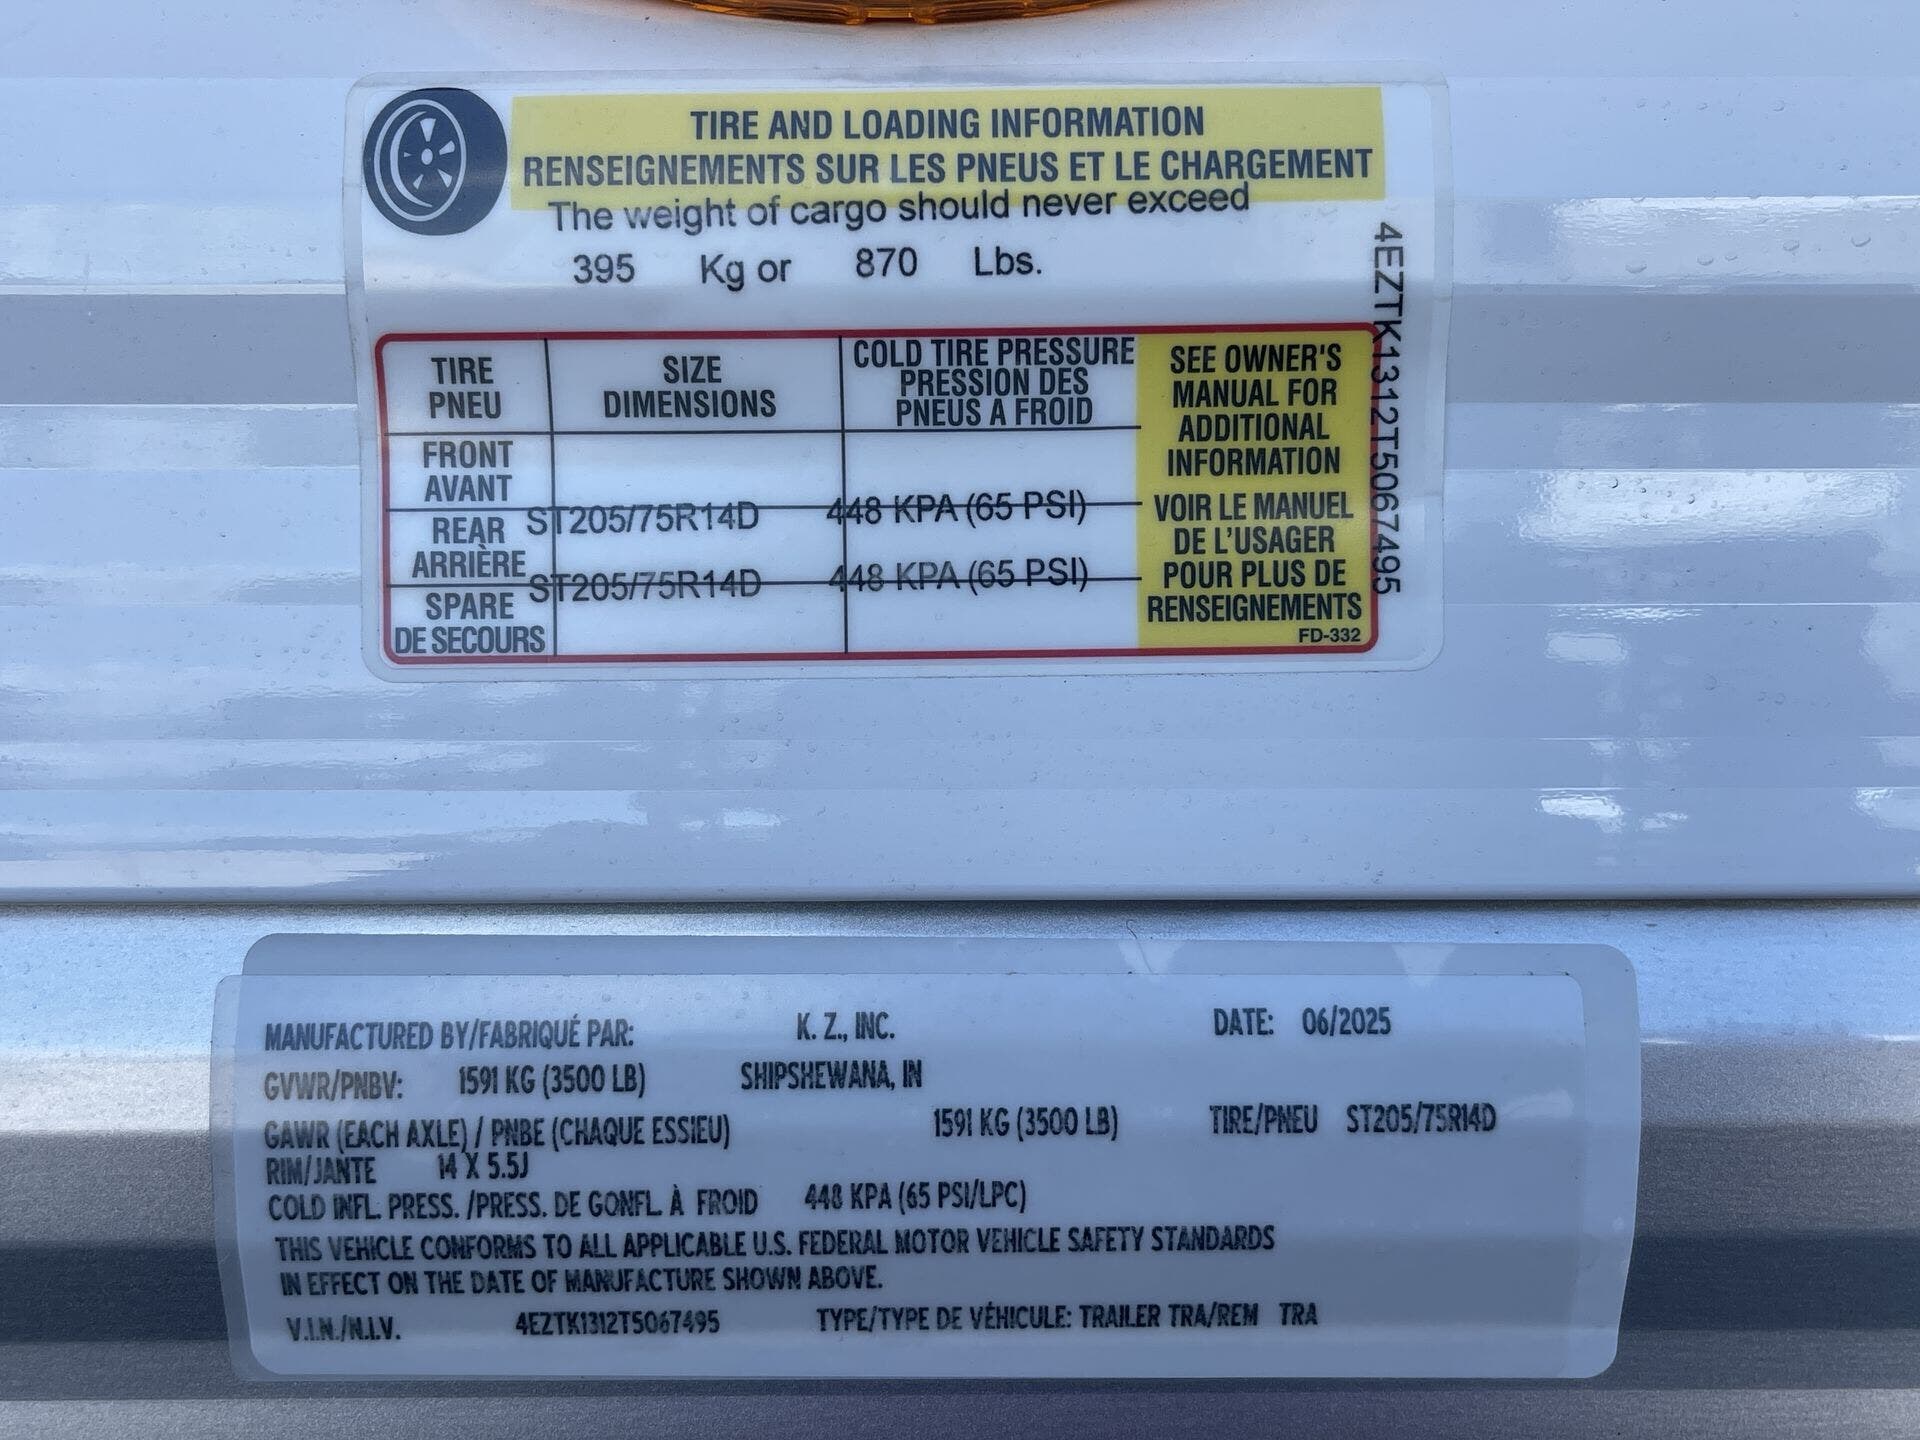 TIRE AND LOADING INFORMATION
RENSEIGNEMENTS SUR LES PNEUS ET LE CHARGEMENT
The weight of cargo should never exceed
395 Kg or 870 Lbs.
TIRE
PNEU
SIZE
DIMENSIONS
COLD TIRE PRESSURE
PRESSION DES
PNEUS A FROID
FRONT
AVANT
REAR
ARRIÈRE
ST205/75R14D 448 KPA (65 PSI)
SPARE
DE SECOURS
ST205/75R14D 448 KPA (65 PSI)
SEE OWNER'S
MANUAL FOR
ADDITIONAL
INFORMATION
VOIR LE MANUEL
DE L'USAGER
POUR PLUS DE
RENSEIGNEMENTS
FD-332
4EZTK1312T5067495
MANUFACTURED BY/FABRIQUÉ PAR: K. Z., INC. DATE: 06/2025
GVWR/PNBV: 1591 KG (3500 LB) SHIPSHEWANA, IN
GAWR (EACH AXLE) / PNBE (CHAQUE ESSIEU) 1591 KG (3500 LB) TIRE/PNEU ST205/75R14D
RIM/JANTE 14 X 5.5J
COLD INFL. PRESS. /PRESS. DE GONFL. À FROID 448 KPA (65 PSI/LPC)
THIS VEHICLE CONFORMS TO ALL APPLICABLE U.S. FEDERAL MOTOR VEHICLE SAFETY STANDARDS
IN EFFECT ON THE DATE OF MANUFACTURE SHOWN ABOVE.
V.I.N./N.I.V. 4EZTK1312T5067495 TYPE/TYPE DE VÉHICULE: TRAILER TRA/REM TRA